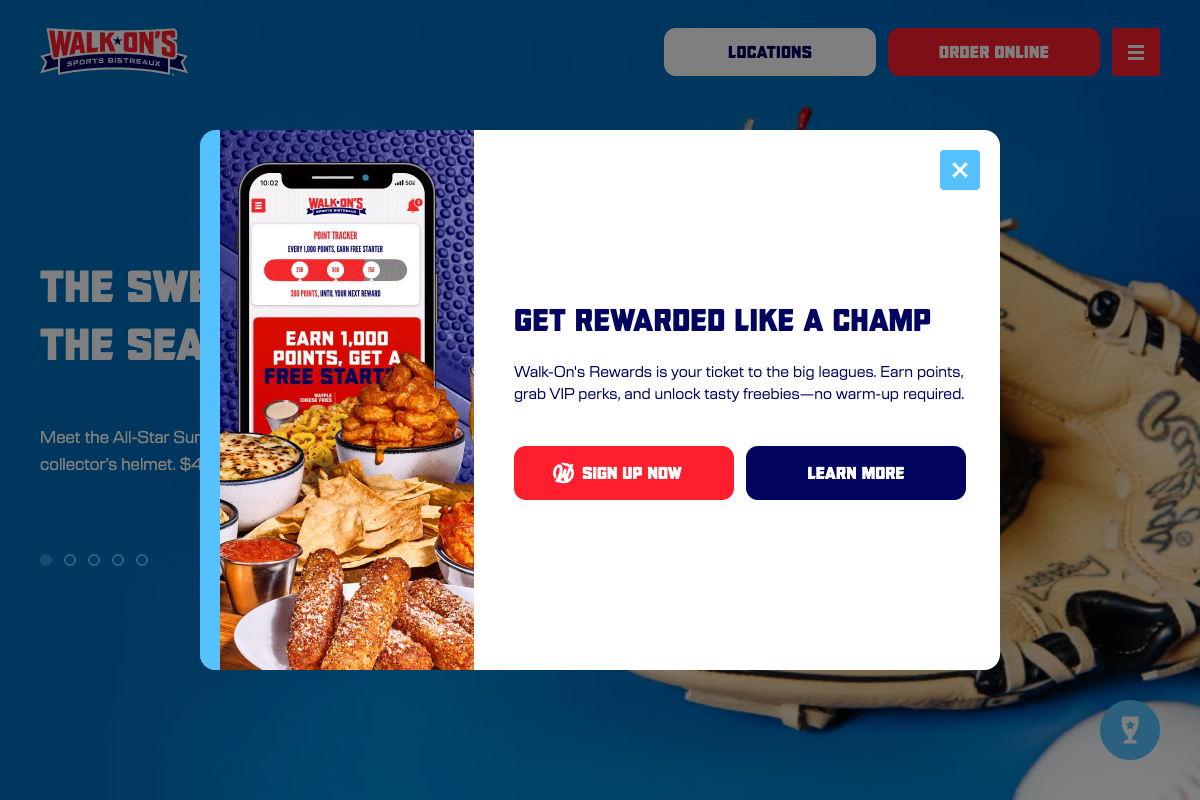 WALK-ON'S
SPORTS BISTREAUX
LOCATIONS
ORDER ONLINE
THE SWE
THE SEA
Meet the All-Star Sur
collector's helmet. $4
10:02
5G
WALK-ON'S
SPORTS BISTREAUX
POINT TRACKER
EVERY 1,000 POINTS, EARN FREE STARTER
250 500 750
300 POINTS, UNTIL YOUR NEXT REWARD
EARN 1,000
POINTS, GET A
FREE START
WAFFLE
CHEESE FRIES
GET REWARDED LIKE A CHAMP
Walk-On's Rewards is your ticket to the big leagues. Earn points,
grab VIP perks, and unlock tasty freebies—no warm-up required.
SIGN UP NOW
LEARN MORE